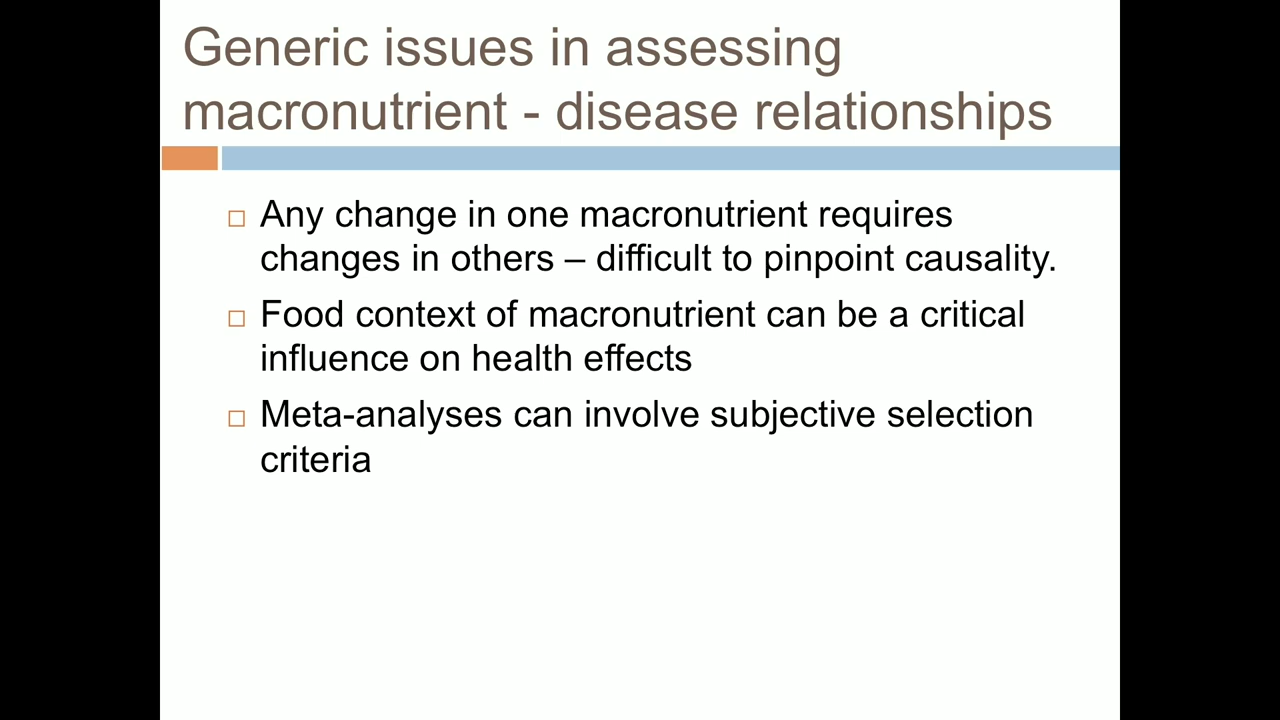 Generic issues in assessing
macronutrient - disease relationships
Any change in one macronutrient requires
changes in others – difficult to pinpoint causality.
Food context of macronutrient can be a critical
influence on health effects
Meta-analyses can involve subjective selection
criteria